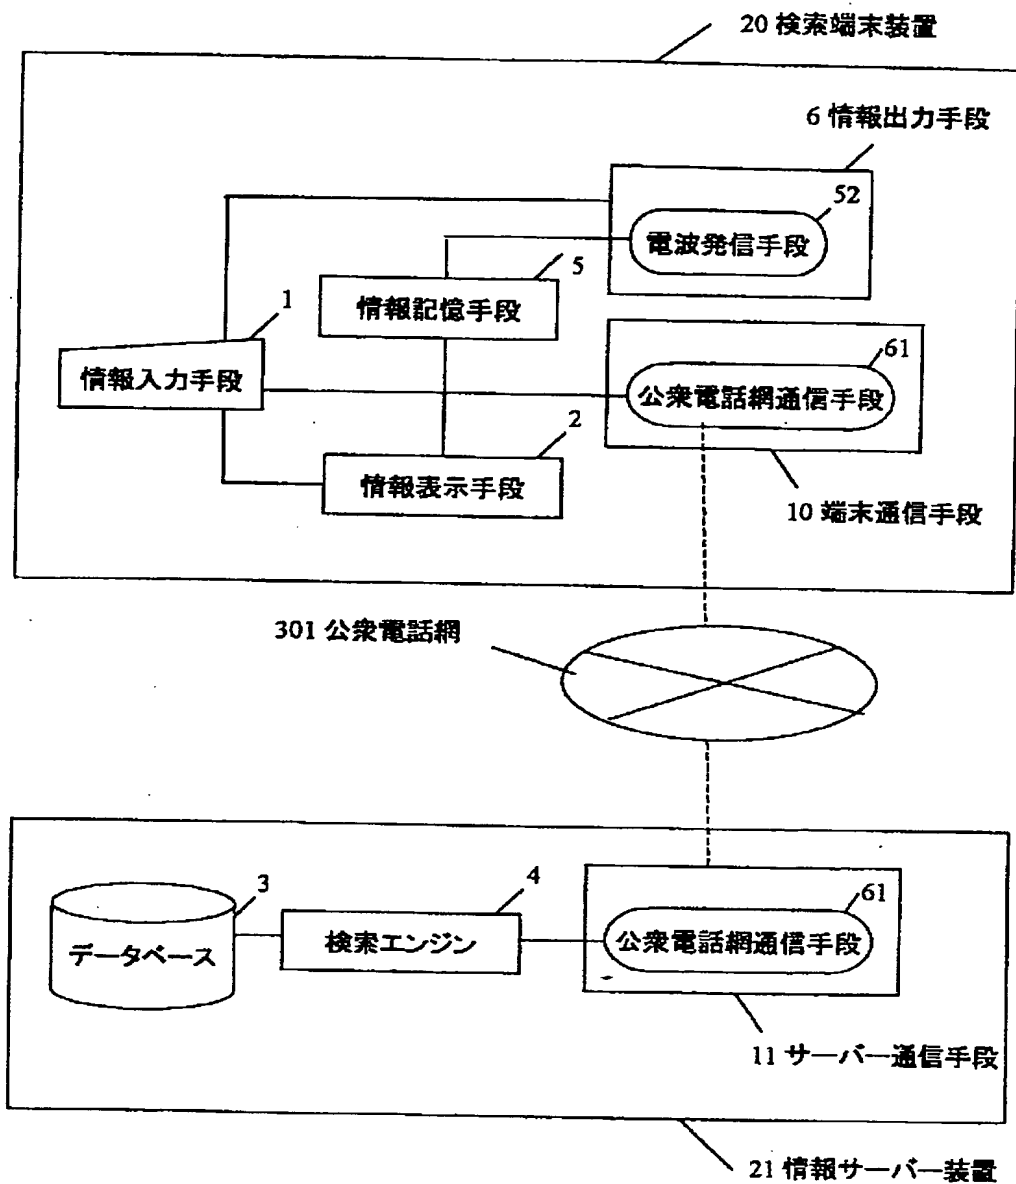 20 検索端末装置
6 情報出力手段
52
電波発信手段
5
情報記憶手段
1
情報入力手段
61
公衆電話網通信手段
2
情報表示手段
10 端末通信手段
301 公衆電話網
3
データベース
4
検索エンジン
61
公衆電話網通信手段
11 サーバー通信手段
21 情報サーバー装置